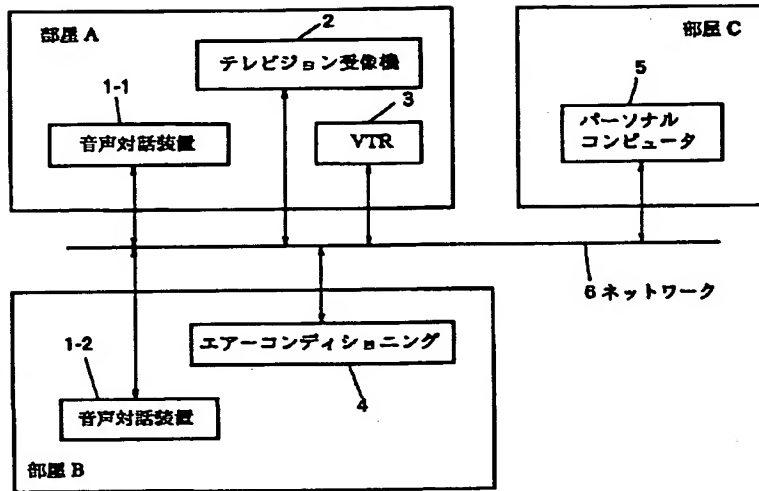 部屋A
2
テレビジョン受像機
1-1
3
音声対話装置
VTR
部屋C
5
パーソナル
コンピュータ
6ネットワーク
エアーコンディショニング
1-2
4
音声対話装置
部屋B